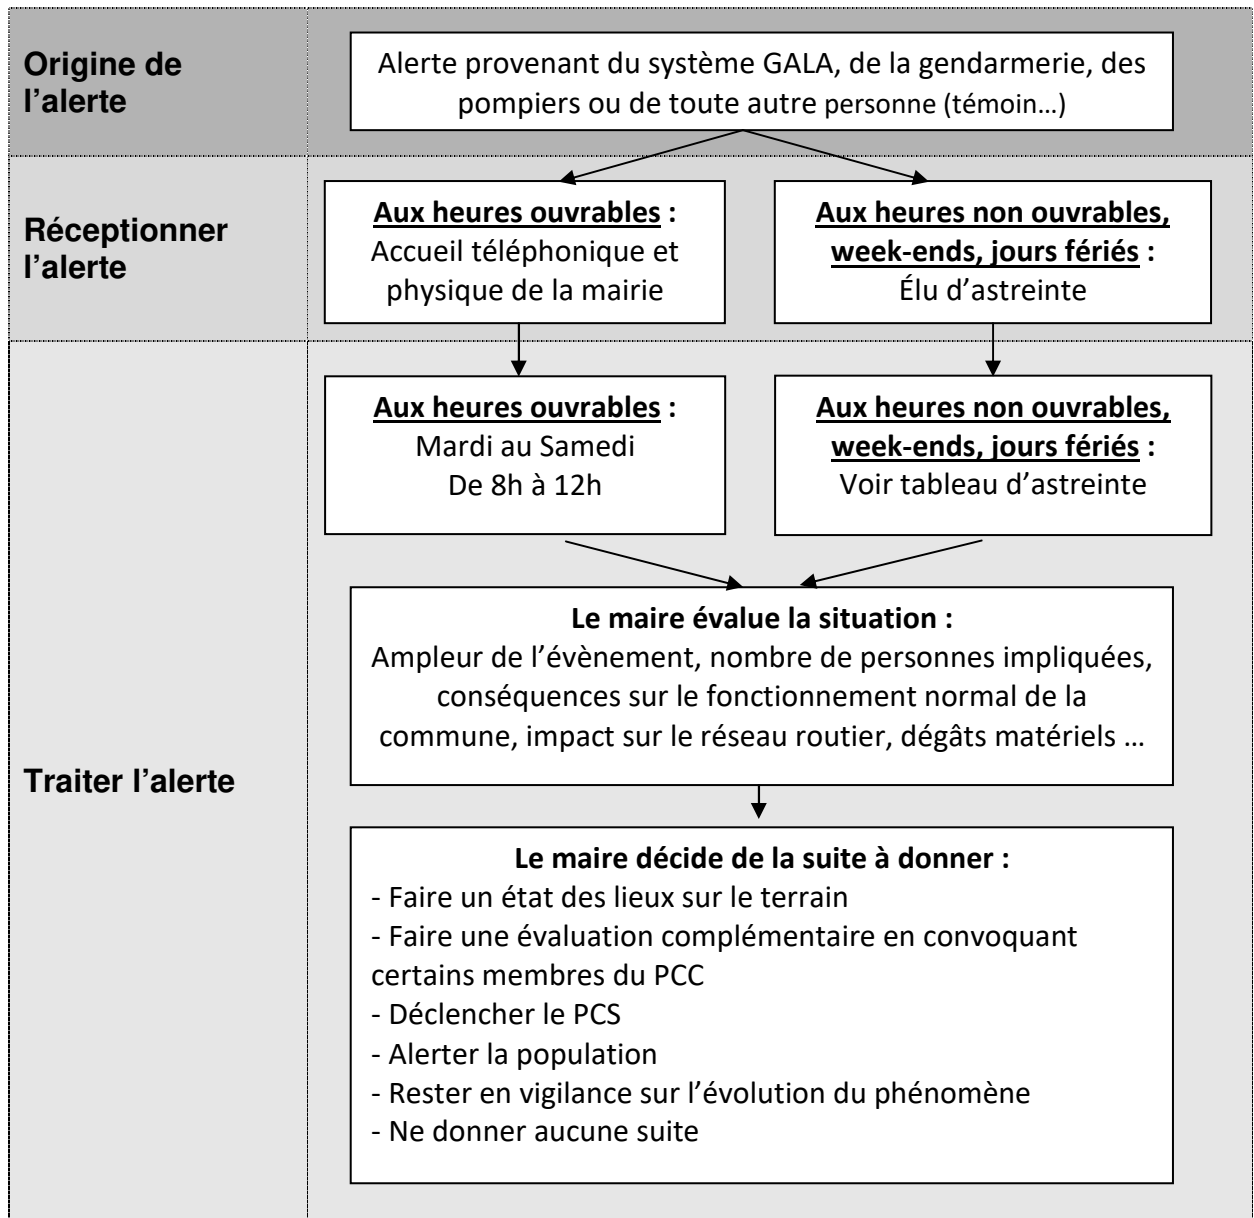 Origine de
l’alerte
Alerte provenant du système GALA, de la gendarmerie, des
pompiers ou de toute autre personne (témoin…)
Réceptionner
l’alerte
Aux heures ouvrables :
Accueil téléphonique et
physique de la mairie
Aux heures non ouvrables,
week-ends, jours fériés :
Élu d’astreinte
Traiter l’alerte
Aux heures ouvrables :
Mardi au Samedi
De 8h à 12h
Aux heures non ouvrables,
week-ends, jours fériés :
Voir tableau d’astreinte
Le maire évalue la situation :
Ampleur de l’évènement, nombre de personnes impliquées,
conséquences sur le fonctionnement normal de la
commune, impact sur le réseau routier, dégâts matériels …
Le maire décide de la suite à donner :
- Faire un état des lieux sur le terrain
- Faire une évaluation complémentaire en convoquant
certains membres du PCC
- Déclencher le PCS
- Alerter la population
- Rester en vigilance sur l’évolution du phénomène
- Ne donner aucune suite